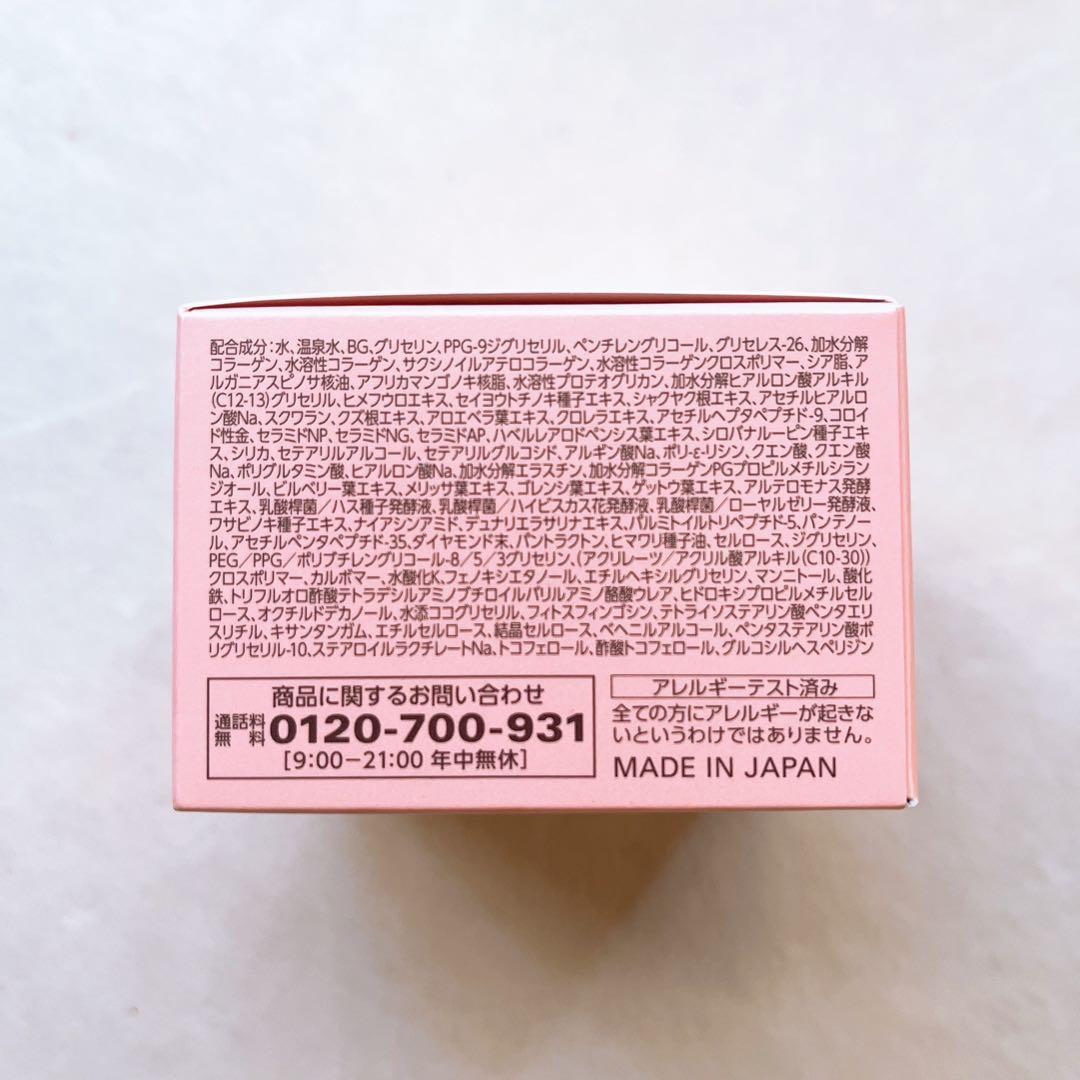 配合成分:水、温泉水、BG、グリセリン、PPG-9ジグリセリル、ペンチレングリコール、グリセレス-26、加水分解
コラーゲン、水溶性コラーゲン、サクシノイルアテロコラーゲン、水溶性コラーゲンクロスポリマー、シア脂、ア
ルガニアスピノサ核油、アフリカマンゴノキ核脂、水溶性プロテオグリカン、加水分解ヒアルロン酸アルキル
(C12-13)グリセリル、ヒメフウロエキス、セイヨウトチノキ種子エキス、シャクヤク根エキス、アセチルヒアルロ
ン酸Na、スクワラン、クズ根エキス、アロエベラ葉エキス、クロレラエキス、アセチルヘプタペプチド-9、コロイ
ド性金、セラミドNP、セラミドNG、セラミドAP、ハベルレアロドペンシス葉エキス、シロバナルーピン種子エキ
ス、シリカ、セテアリルアルコール、セテアリルグルコシド、アルギン酸Na、ポリ-ε-リシン、クエン酸、クエン酸
Na、ポリグルタミン酸、ヒアルロン酸Na、加水分解エラスチン、加水分解コラーゲンPGプロピルメチルシラン
ジオール、ビルベリー葉エキス、メリッサ葉エキス、ゴレンシ葉エキス、ゲットウ葉エキス、アルテロモナス発酵
エキス、乳酸桿菌/ハス種子発酵液、乳酸桿菌/ハイビスカス花発酵液、乳酸桿菌/ローヤルゼリー発酵液、
ワサビノキ種子エキス、ナイアシンアミド、デュナリエラサリナエキス、パルミトイルトリペプチド-5、パンテノー
ル、アセチルペンタペプチド-35、ダイヤモンド末、パントラクトン、ヒマワリ種子油、セルロース、ジグリセリン、
PEG/PPG/ポリブチレングリコール-8/5/3グリセリン、(アクリレーツ/アクリル酸アルキル(C10-30))
クロスポリマー、カルボマー、水酸化K、フェノキシエタノール、エチルヘキシルグリセリン、マンニトール、酸化
鉄、トリフルオロ酢酸テトラデシルアミノブチロイルバリルアミノ酪酸ウレア、ヒドロキシプロピルメチルセル
ロース、オクチルドデカノール、水添ココグリセリル、フィトスフィンゴシン、テトライソステアリン酸ペンタエリ
スリチル、キサンタンガム、エチルセルロース、結晶セルロース、ベヘニルアルコール、ペンタステアリン酸ポ
リグリセリル-10、ステアロイルラクチレートNa、トコフェロール、酢酸トコフェロール、グルコシルヘスペリジン
商品に関するお問い合わせ
通話料
無料 0120-700-931
[9:00－21:00 年中無休]
アレルギーテスト済み
全ての方にアレルギーが起きな
いというわけではありません。
MADE IN JAPAN